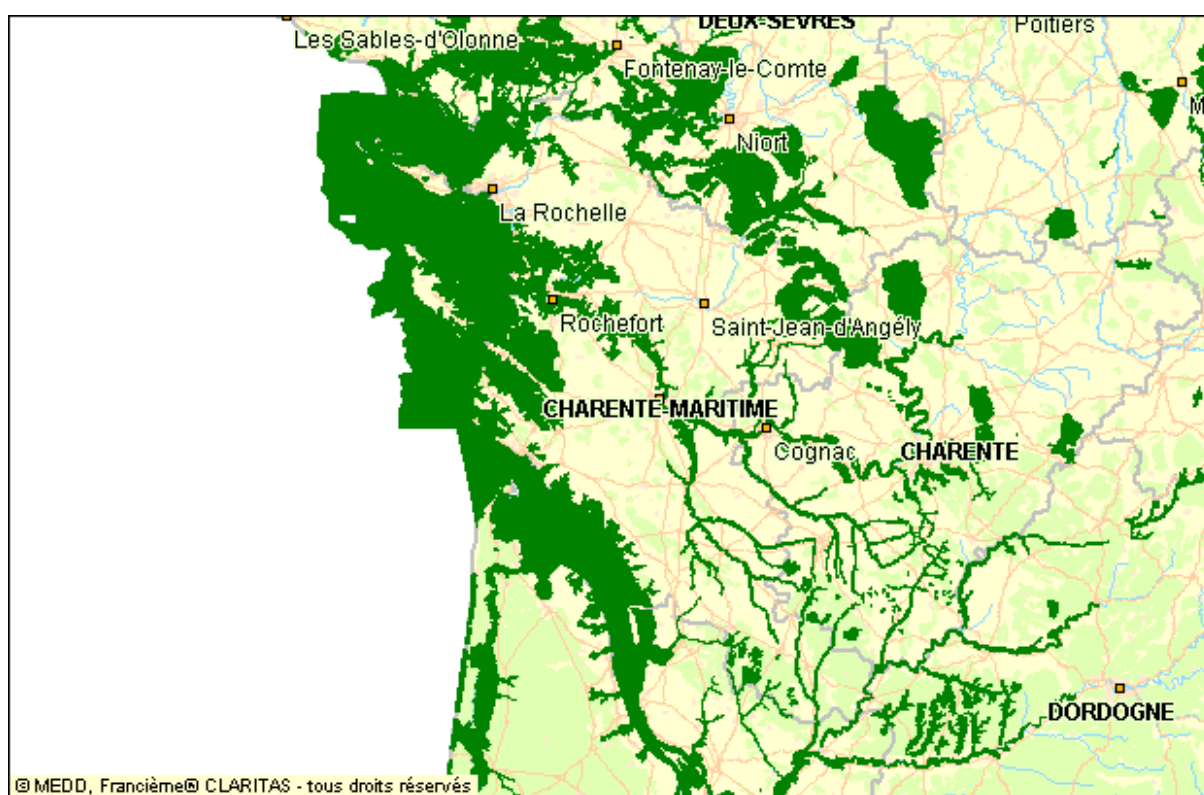 DEUX-SEVRES
Poitiers
Les Sables-d'Olonne
Fontenay-le-Comte
M
Niort
La Rochelle
Rochefort
Saint-Jean-d'Angély
CHARENTE-MARITIME
Cognac
CHARENTE
DORDOGNE
© MEDD, Francième® CLARITAS - tous droits réservés